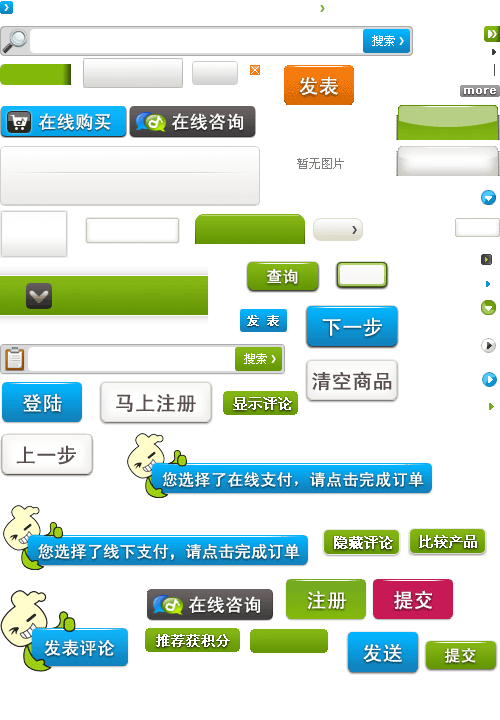 搜索
发表
more
在线购买
在线咨询
暂无图片
查询
发 表
下一步
搜索
清空商品
登陆
马上注册
显示评论
上一步
您选择了在线支付，请点击完成订单
隐藏评论
比较产品
您选择了线下支付，请点击完成订单
在线咨询
注册
提交
发表评论
推荐获积分
发送
提交